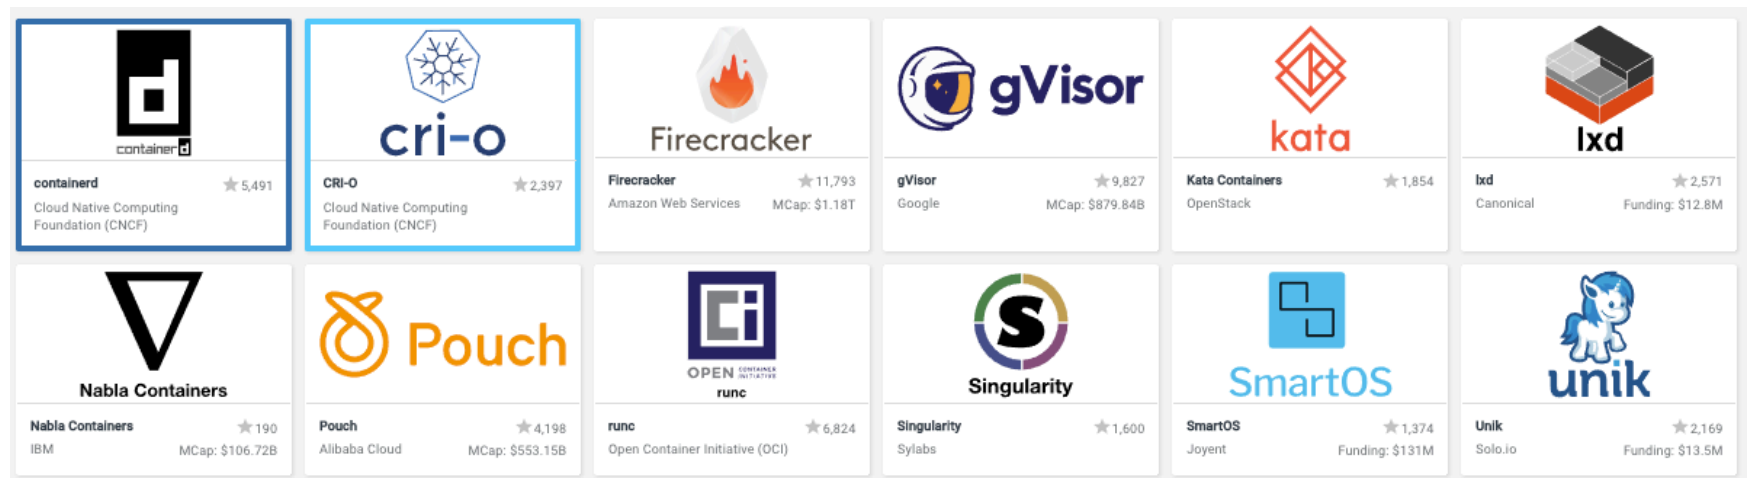 containerd
containerd
5,491
Cloud Native Computing
Foundation (CNCF)
cri-o
CRI-O
2,397
Cloud Native Computing
Foundation (CNCF)
Firecracker
Firecracker
11,793
Amazon Web Services
MCap: $1.18T
gVisor
gVisor
9,827
Google
MCap: $879.84B
kata
Kata Containers
1,854
OpenStack
lxd
lxd
2,571
Canonical
Funding: $12.8M
Nabla Containers
Nabla Containers
190
IBM
MCap: $106.72B
Pouch
Pouch
4,198
Alibaba Cloud
MCap: $553.15B
OPEN CONTAINER
INITIATIVE
runc
runc
6,824
Open Container Initiative (OCI)
S
Singularity
Singularity
1,600
Sylabs
SmartOS
SmartOS
1,374
Joyent
Funding: $131M
unik
Unik
2,169
Solo.io
Funding: $13.5M